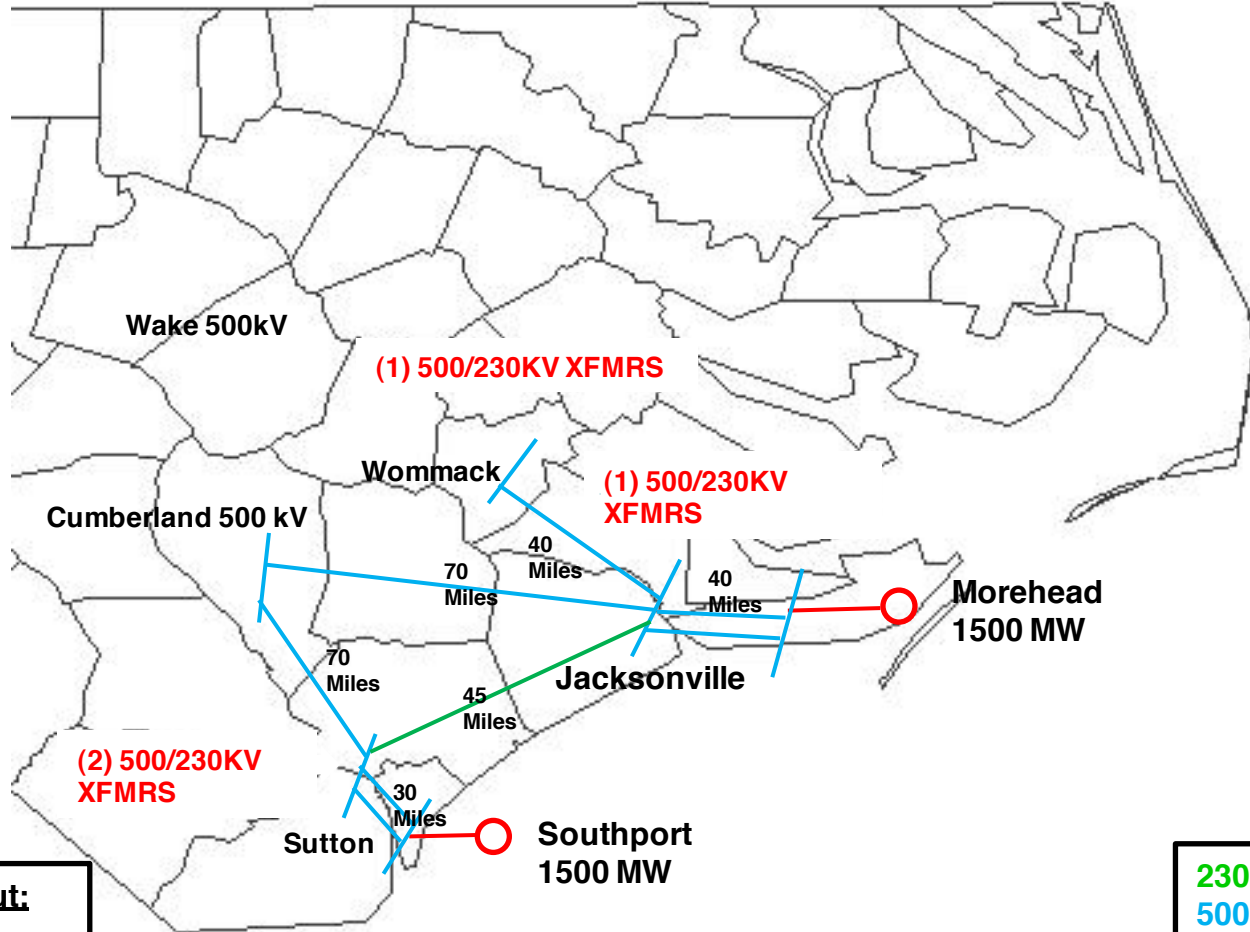 Wake 500kV
(1) 500/230KV XFMRS
Wommack
(1) 500/230KV
XFMRS
Cumberland 500 kV
40
Miles
70
Miles
40
Miles
Morehead
1500 MW
70
Miles
Jacksonville
45
Miles
(2) 500/230KV
XFMRS
30
Miles
Sutton
Southport
1500 MW
ut:
230
500